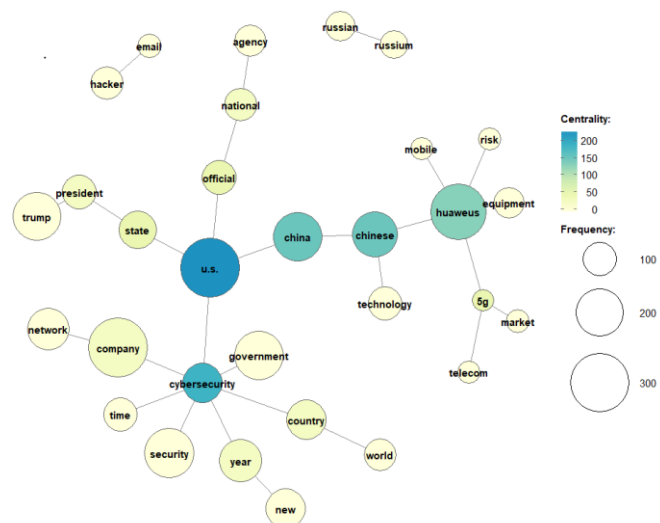 russian
russium
email
agency
hacker
national
Centrality:
200
150
100
50
0
mobile
risk
official
president
trump
state
huaweus
equipment
china
chinese
Frequency:
100
u.s.
technology
5g
market
200
network
company
government
telecom
cybersecurity
300
time
country
security
year
world
new